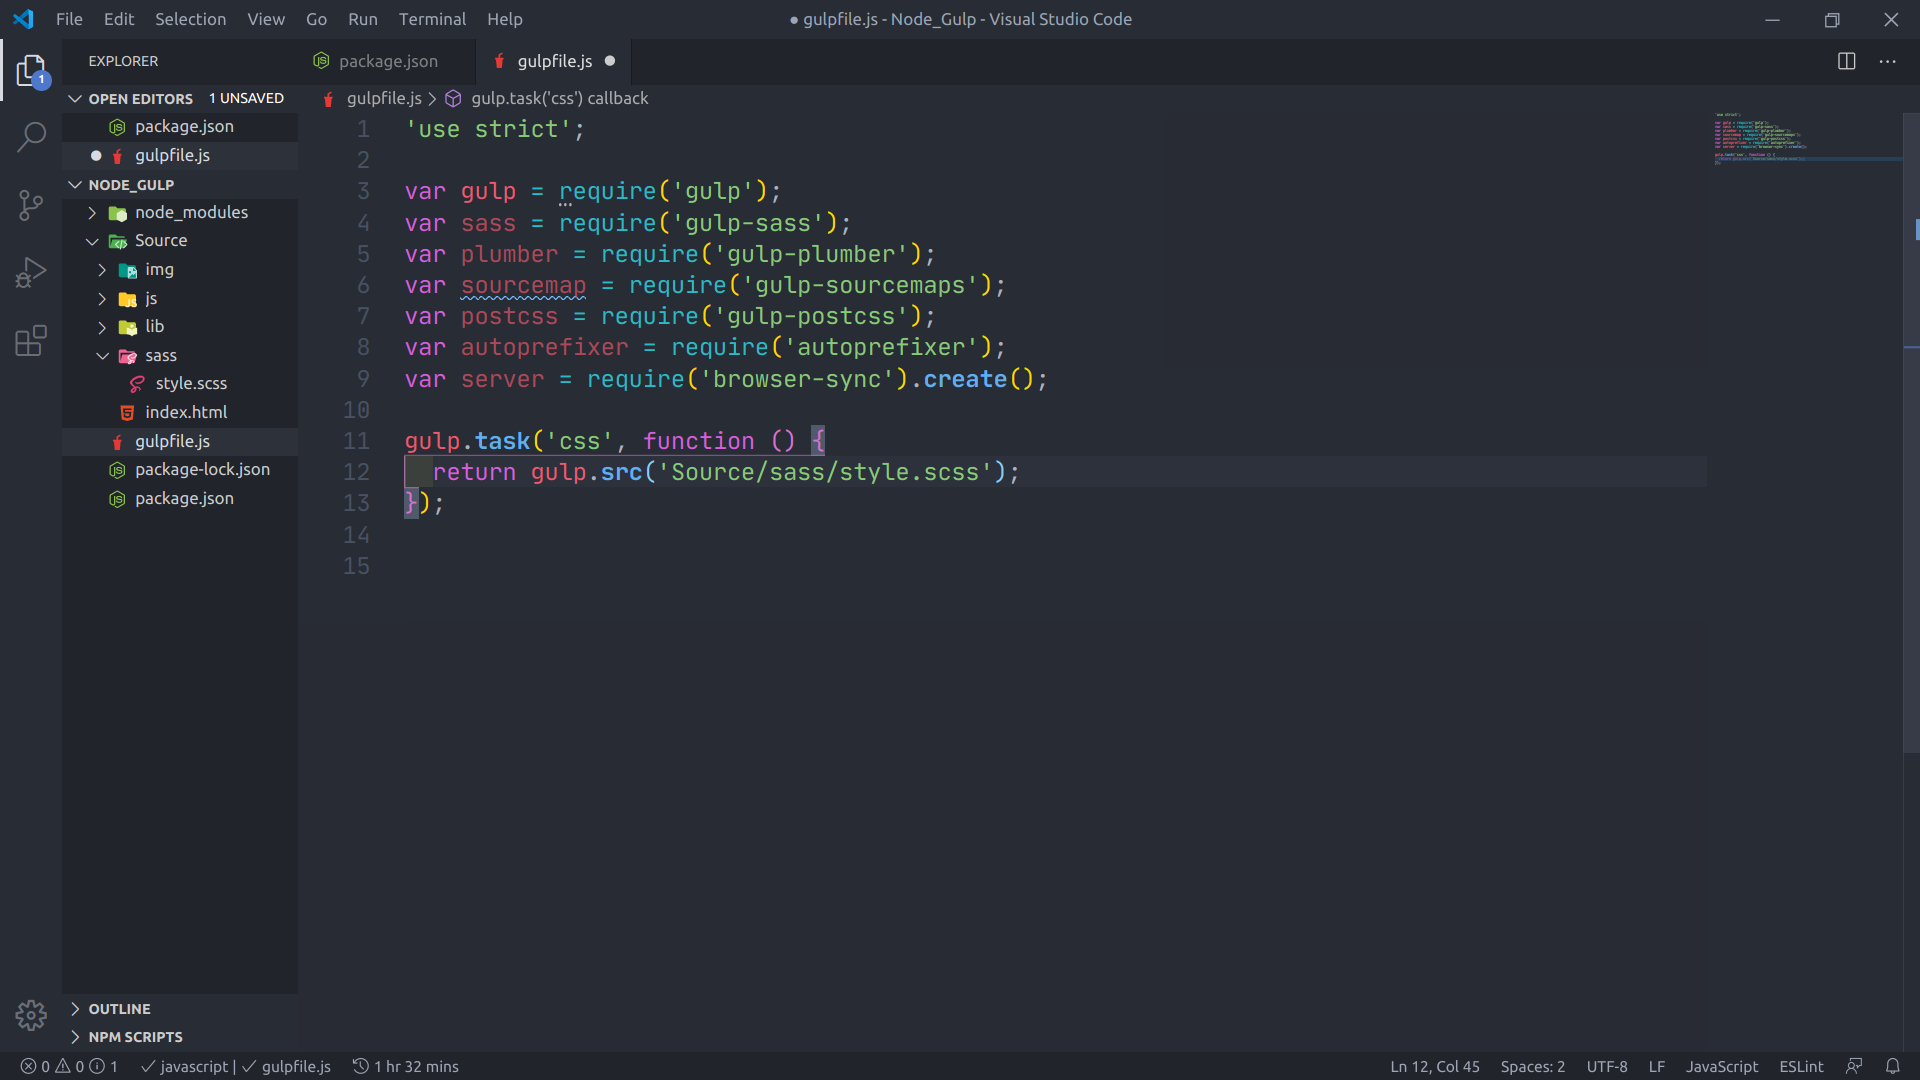 File Edit Selection View Go Run Terminal Help
● gulpfile.js - Node_Gulp - Visual Studio Code
1
EXPLORER
OPEN EDITORS 1 UNSAVED
package.json
gulpfile.js
NODE_GULP
node_modules
Source
img
js
lib
sass
style.scss
index.html
gulpfile.js
package-lock.json
package.json
OUTLINE
NPM SCRIPTS
package.json gulpfile.js
gulpfile.js gulp.task('css') callback
1 'use strict';
2
3 var gulp = require('gulp');
4 var sass = require('gulp-sass');
5 var plumber = require('gulp-plumber');
6 var sourcemap = require('gulp-sourcemaps');
7 var postcss = require('gulp-postcss');
8 var autoprefixer = require('autoprefixer');
9 var server = require('browser-sync').create();
10
11 gulp.task('css', function () {
12 return gulp.src('Source/sass/style.scss');
13 });
14
15
0 0 1 javascript | gulpfile.js 1 hr 32 mins
Ln 12, Col 45 Spaces: 2 UTF-8 LF JavaScript ESLint